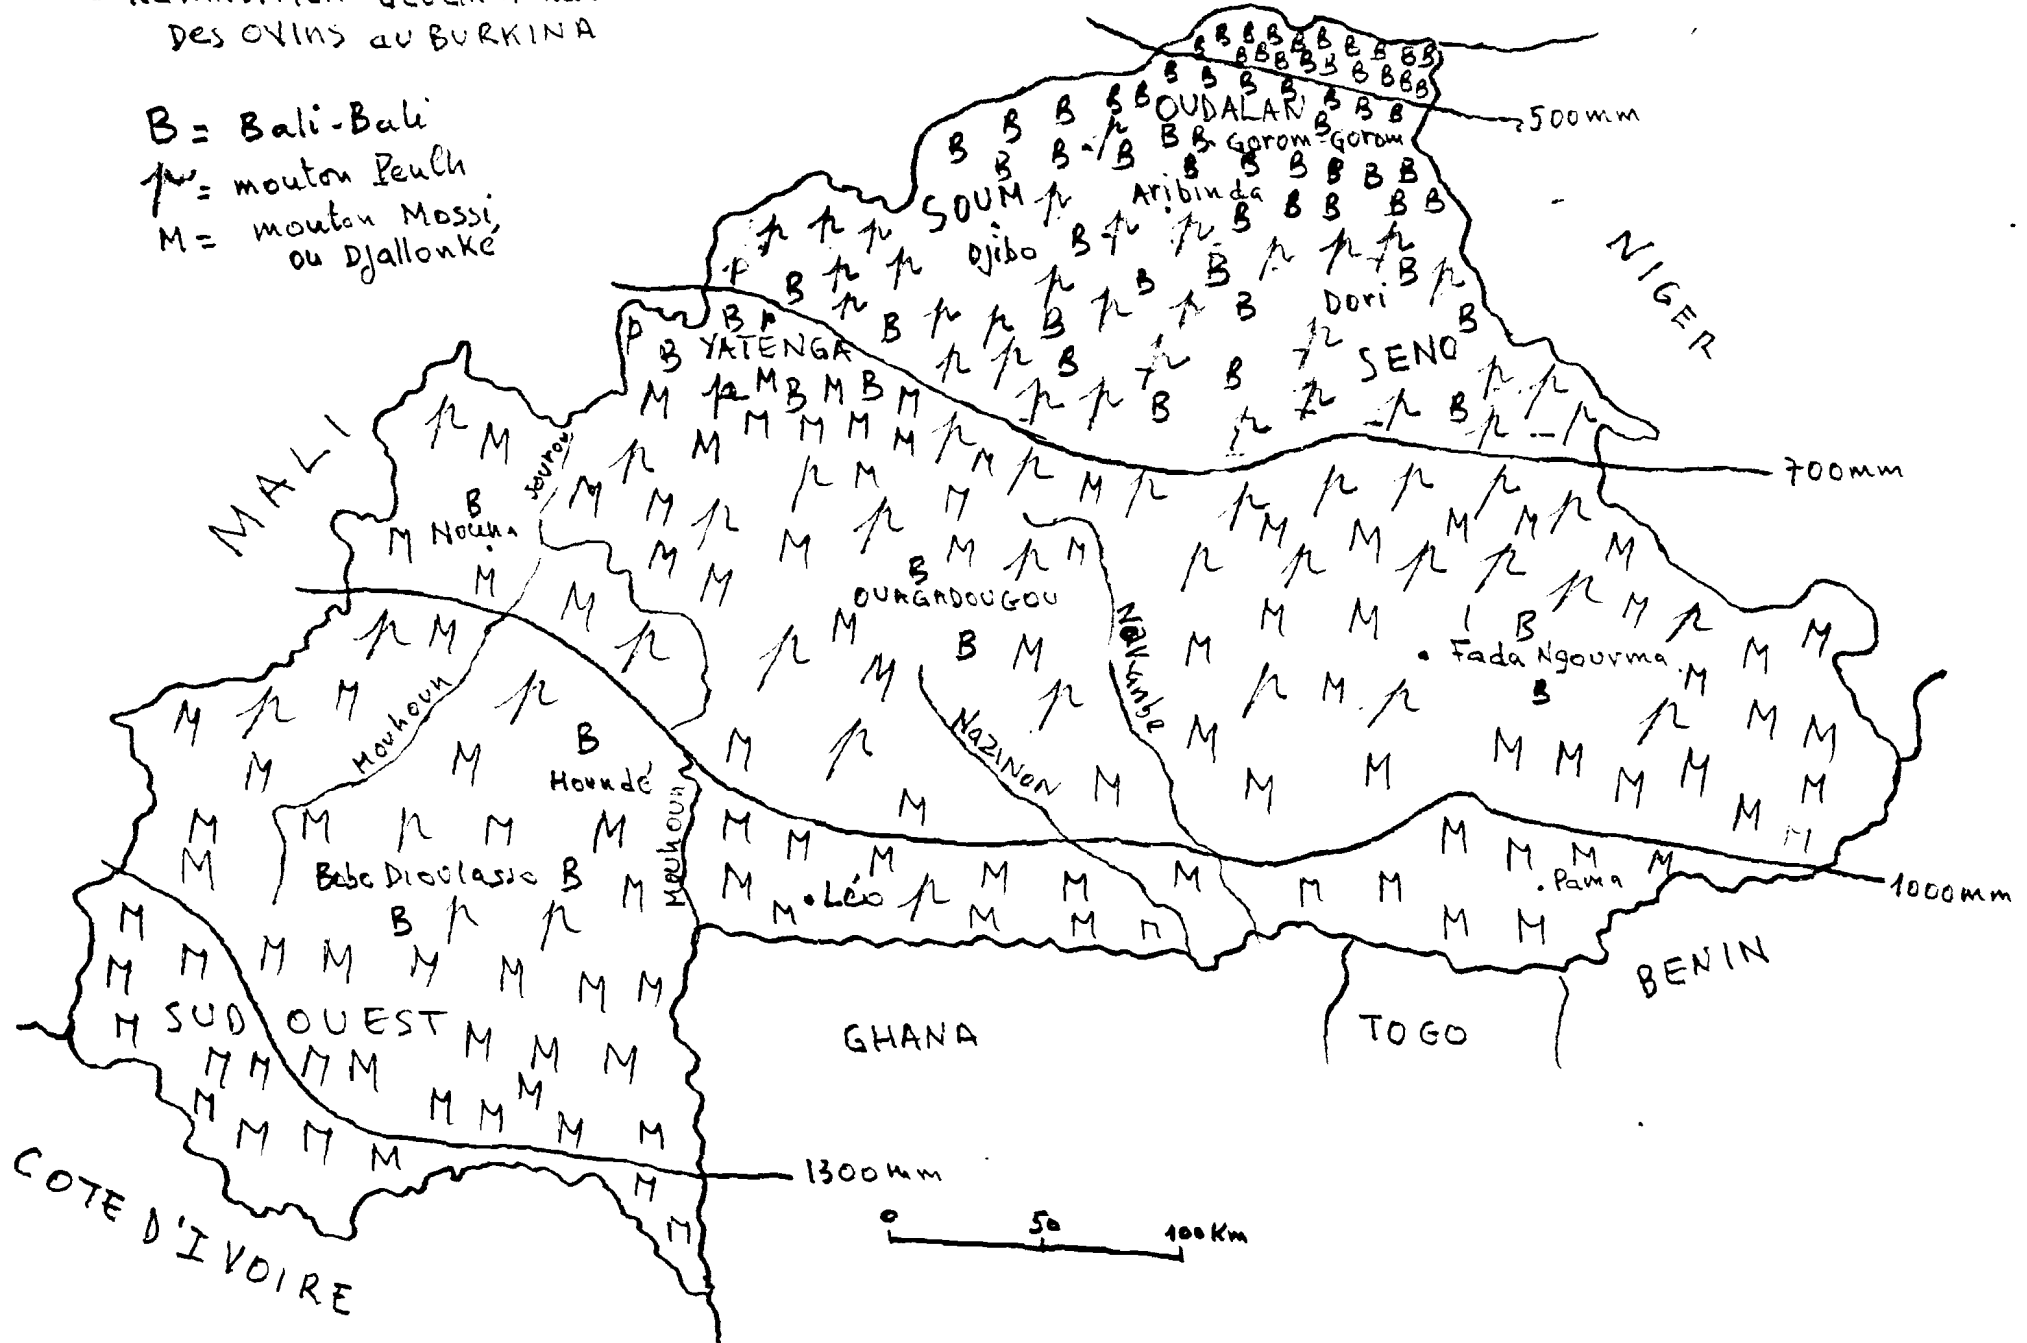 DES OVINS AU BURKINA
B = Bali-Bali
p = mouton Peulh
M = mouton Mossi
ou Djallonké
500mm
OUDALAN
Gorom-Gorom
Aribinda
SOUM
Djibo
Dori
SENO
NIGER
YATENGA
700mm
MALI
Sourou
Nouna
OUAGADOUGOU
Nakanbe
Fada Ngourma
Mouhoun
NAZINON
Houndé
Mouhoun
Bobo Dioulasso
Léo
Pama
1000mm
BENIN
SUD OUEST
GHANA
TOGO
1300mm
COTE D'IVOIRE
0 50 100Km